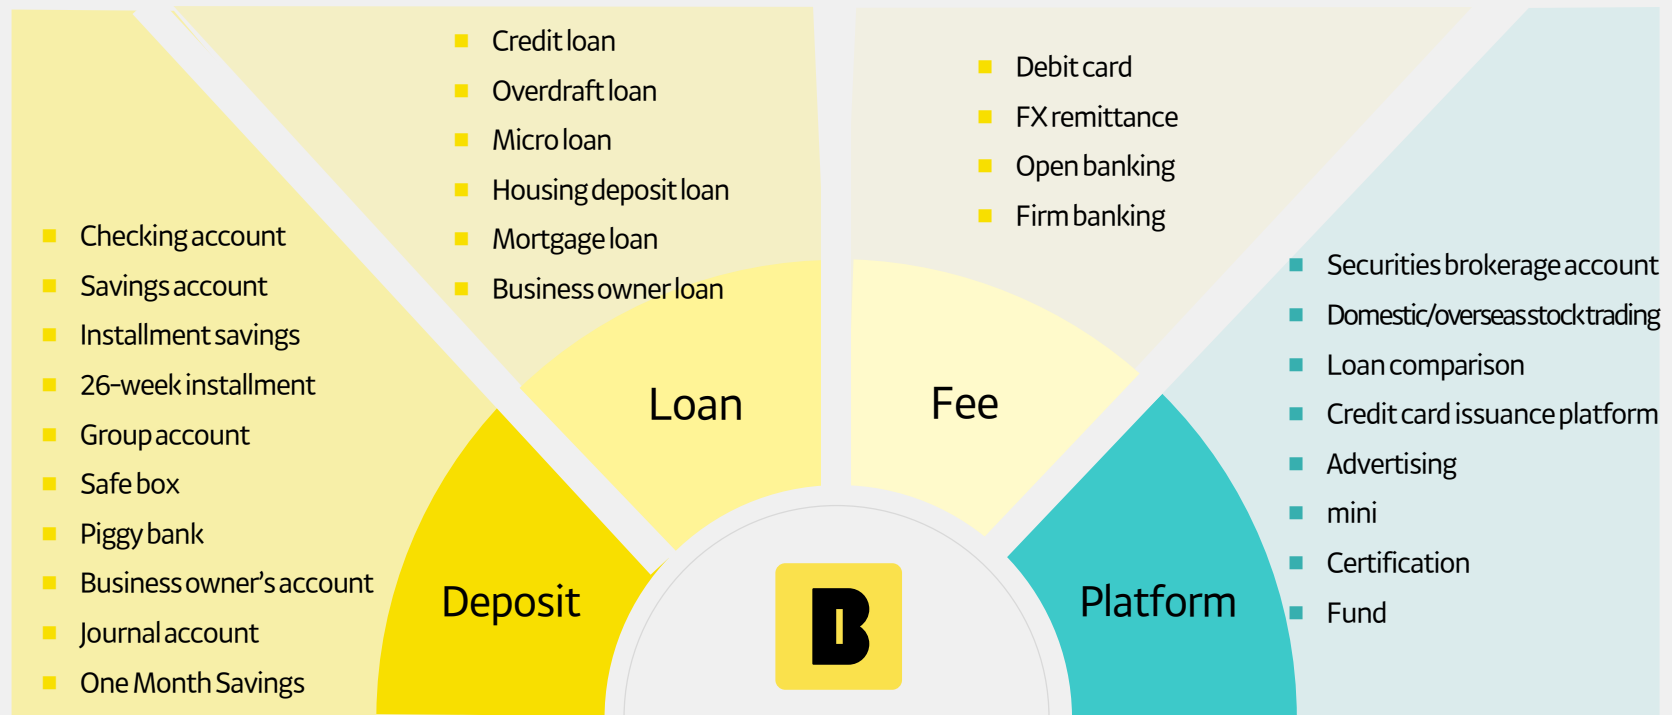 Checking account
Savings account
Installment savings
26-week installment
Group account
Safe box
Piggy bank
Business owner's account
Journal account
One Month Savings
Deposit
Credit loan
Overdraft loan
Micro loan
Housing deposit loan
Mortgage loan
Business owner loan
Loan
Debit card
FX remittance
Open banking
Firm banking
Fee
Securities brokerage account
Domestic/overseas stock trading
Loan comparison
Credit card issuance platform
Advertising
mini
Certification
Fund
Platform
B